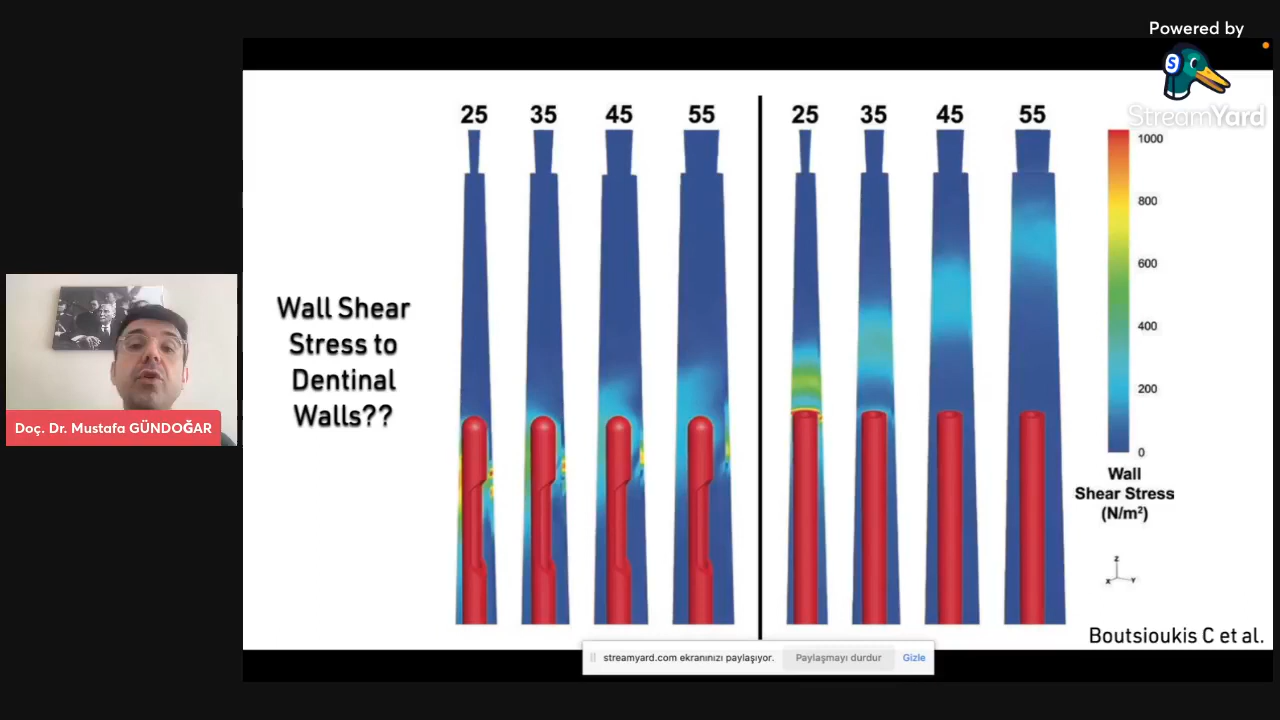 Powered by
StreamYard
25 35 45 55
25 35 45 55
1000
800
600
400
200
0
Wall
Shear Stress
(N/m²)
Z
X Y
Wall Shear
Stress to
Dentinal
Walls??
Doç. Dr. Mustafa GÜNDOĞAR
Boutsioukis C et al.
streamyard.com ekranınızı paylaşıyor. Paylaşmayı durdur Gizle